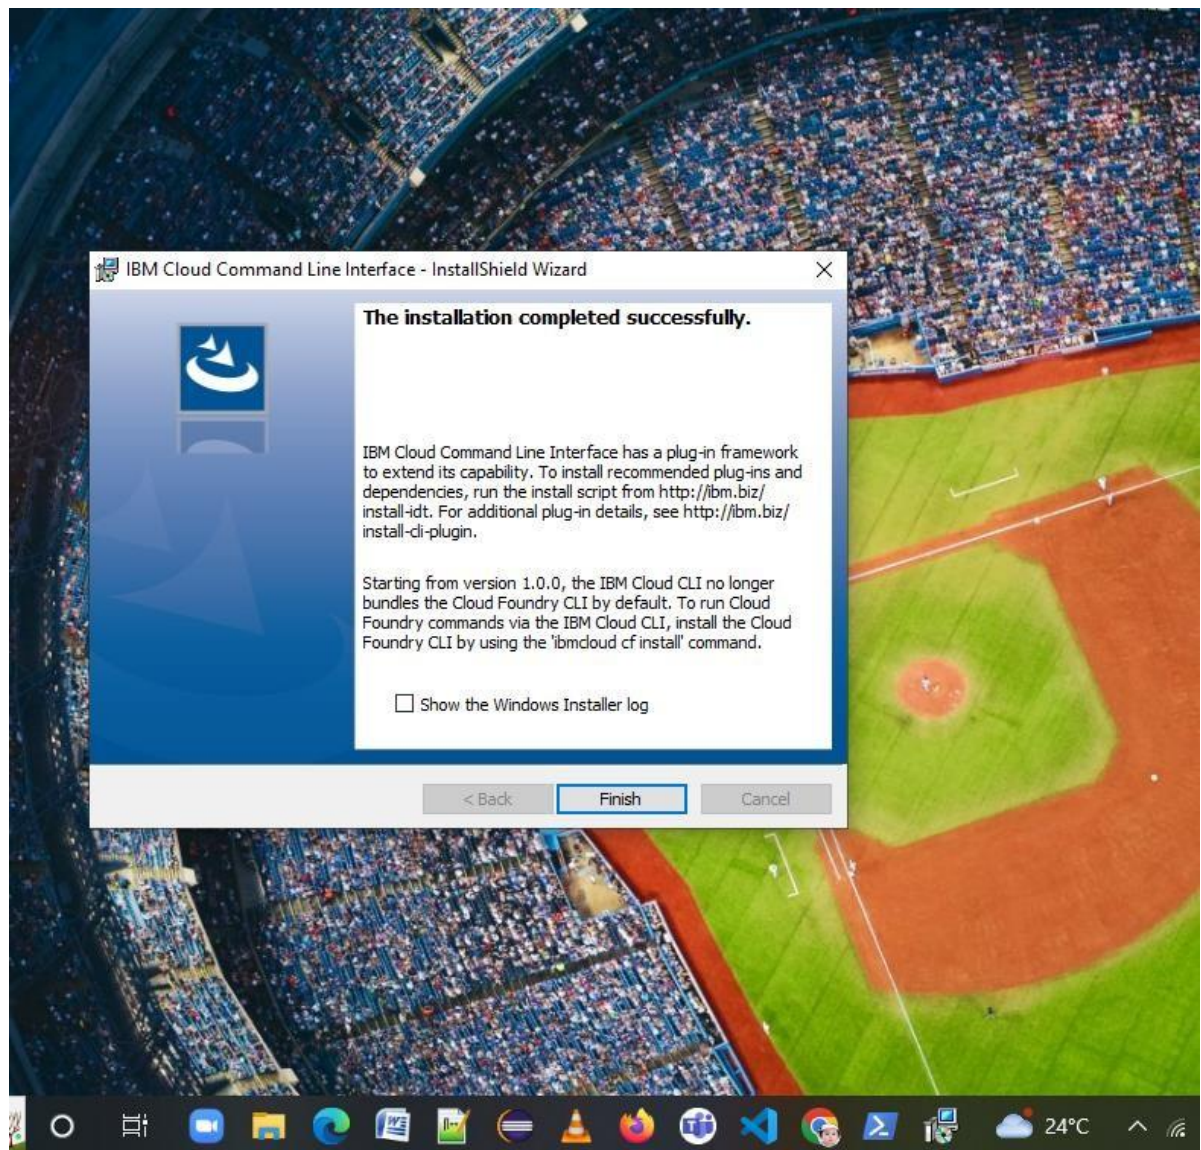 IBM Cloud Command Line Interface - InstallShield Wizard
The installation completed successfully.
IBM Cloud Command Line Interface has a plug-in framework
to extend its capability. To install recommended plug-ins and
dependencies, run the install script from http://ibm.biz/
install-idt. For additional plug-in details, see http://ibm.biz/
install-cli-plugin.
Starting from version 1.0.0, the IBM Cloud CLI no longer
bundles the Cloud Foundry CLI by default. To run Cloud
Foundry commands via the IBM Cloud CLI, install the Cloud
Foundry CLI by using the 'ibmcloud cf install' command.
Show the Windows Installer log
< Back Finish Cancel
24°C